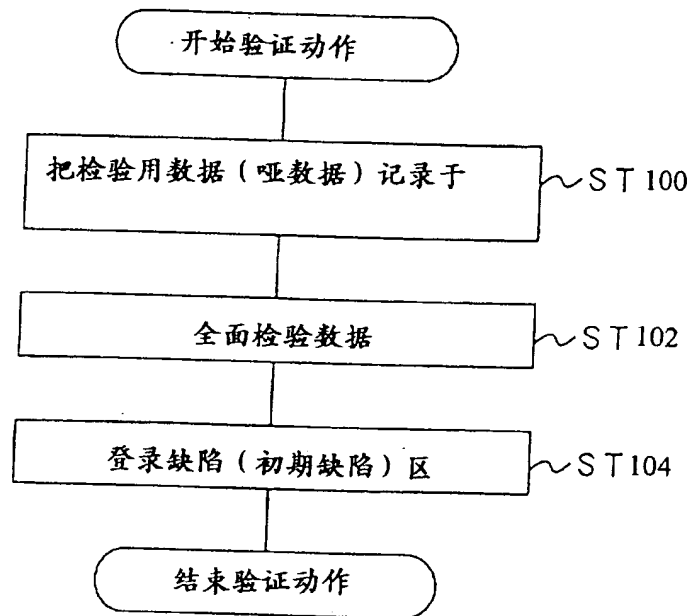 开始验证动作
把检验用数据（哑数据）记录于
ST100
全面检验数据
ST102
登录缺陷（初期缺陷）区
ST104
结束验证动作